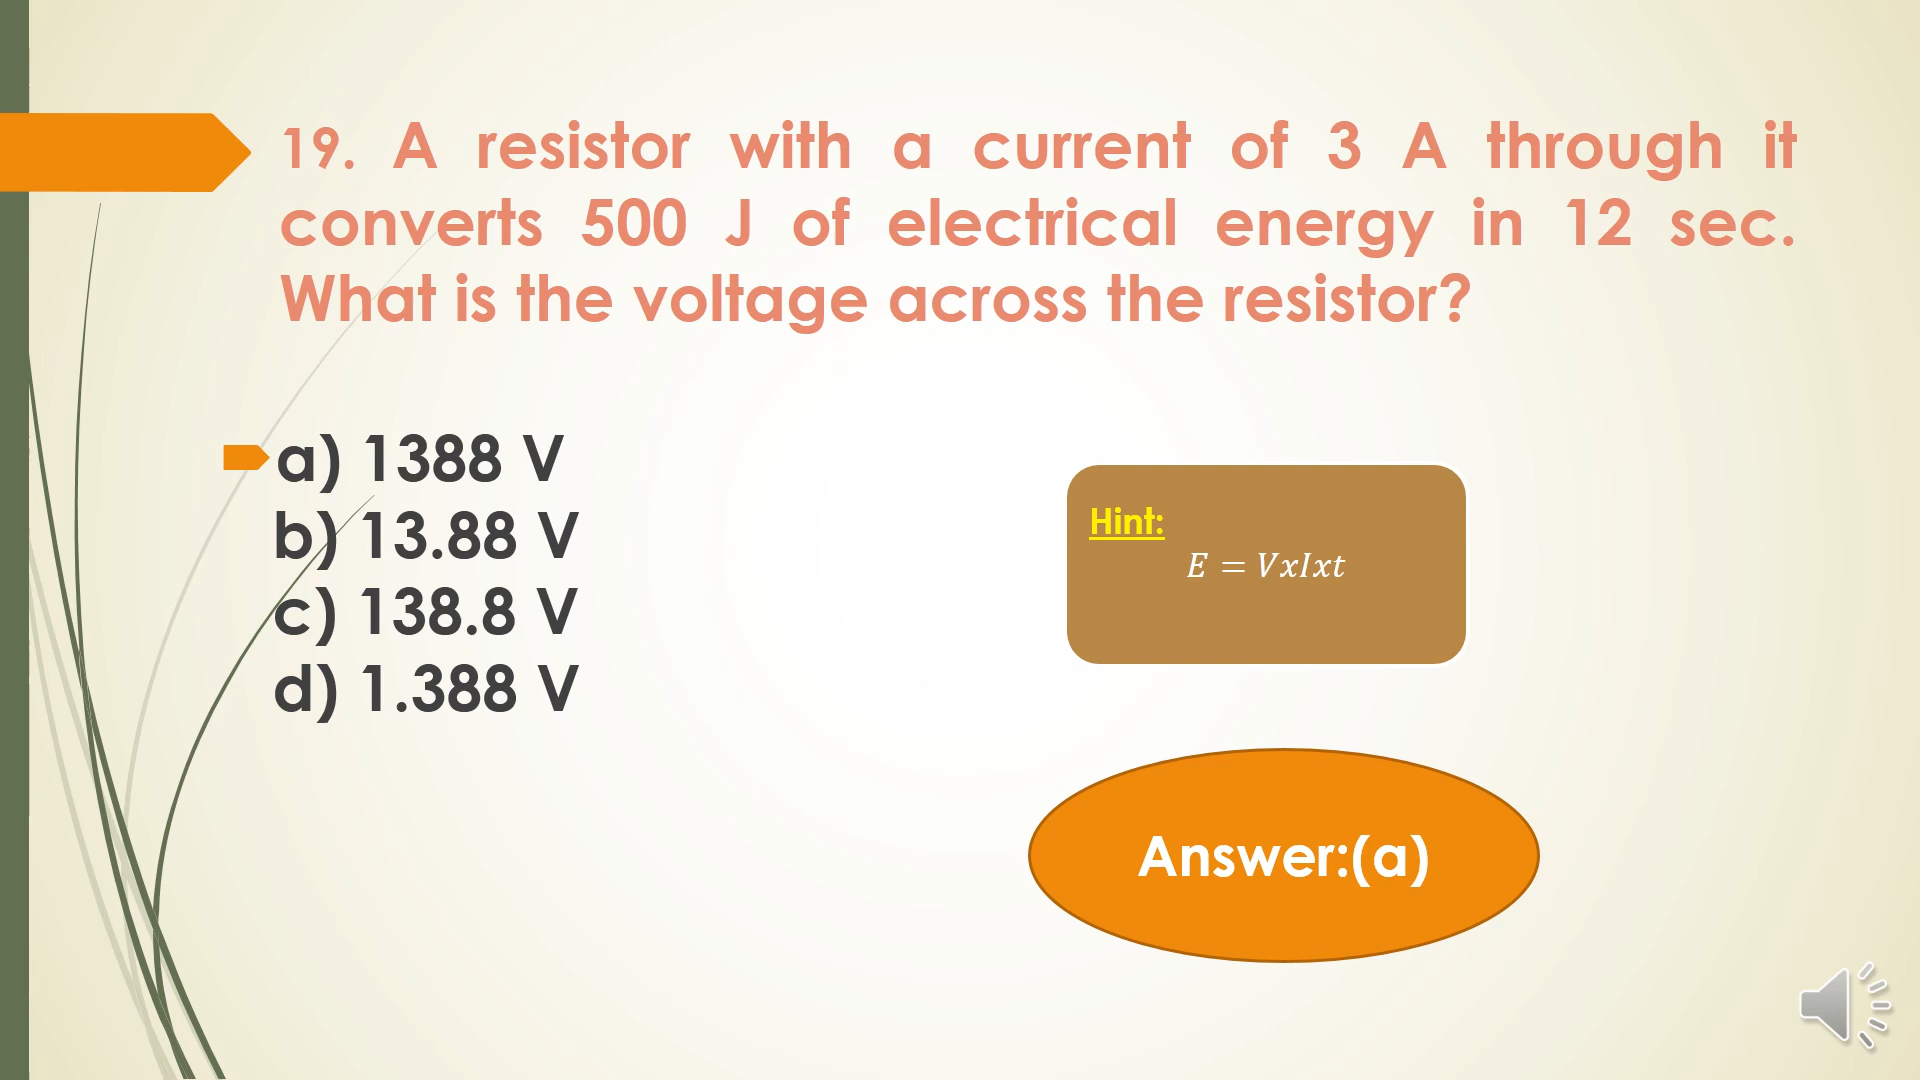 19. A resistor with a current of 3 A through it
converts 500 J of electrical energy in 12 sec.
What is the voltage across the resistor?
a) 1388 V
b) 13.88 V
c) 138.8 V
d) 1.388 V
Hint:
E = VxIxt
Answer:(a)